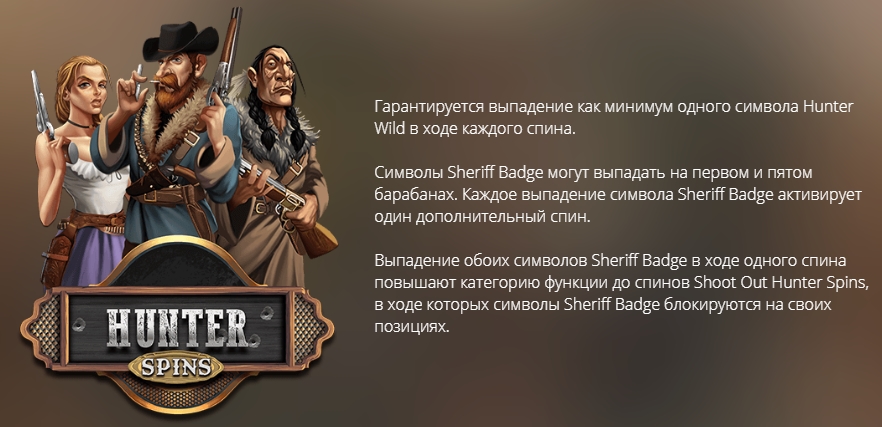 Гарантируется выпадение как минимум одного символа Hunter
Wild в ходе каждого спина.
Символы Sheriff Badge могут выпадать на первом и пятом
барабанах. Каждое выпадение символа Sheriff Badge активирует
один дополнительный спин.
Выпадение обоих символов Sheriff Badge в ходе одного спина
повышают категорию функции до спинов Shoot Out Hunter Spins,
в ходе которых символы Sheriff Badge блокируются на своих
позициях.
HUNTER
SPINS